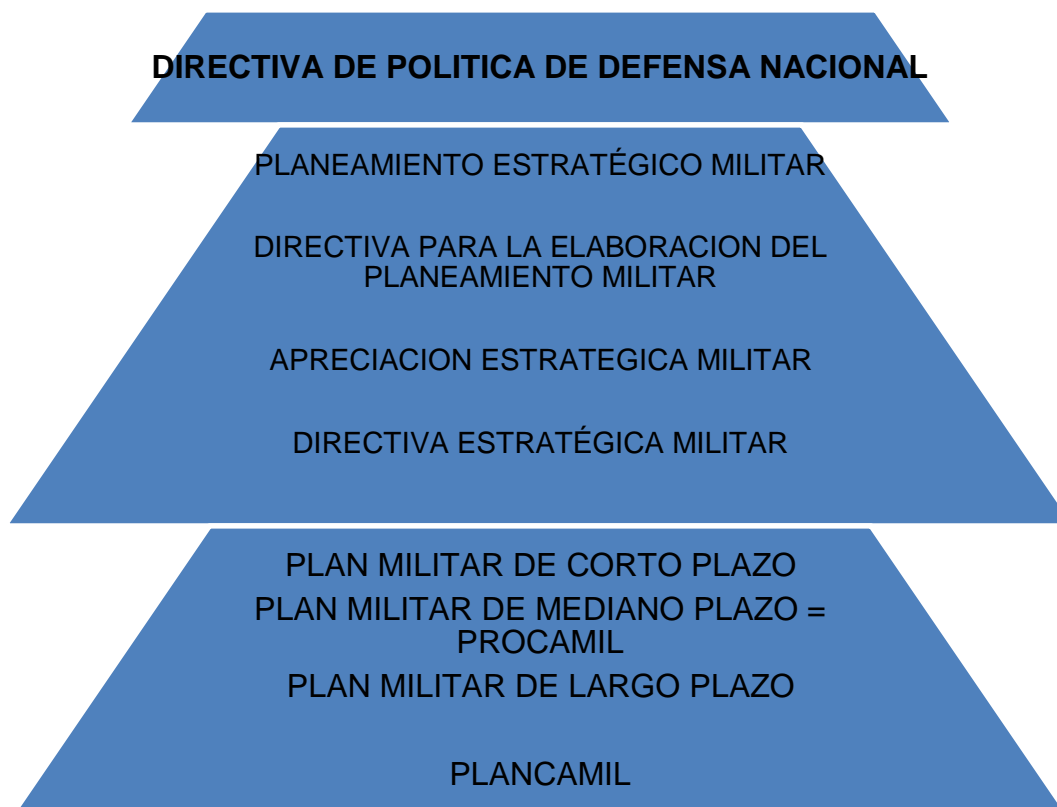 DIRECTIVA DE POLITICA DE DEFENSA NACIONAL
PLANEAMIENTO ESTRATÉGICO MILITAR
DIRECTIVA PARA LA ELABORACION DEL
PLANEAMIENTO MILITAR
APRECIACION ESTRATEGICA MILITAR
DIRECTIVA ESTRATÉGICA MILITAR
PLAN MILITAR DE CORTO PLAZO
PLAN MILITAR DE MEDIANO PLAZO =
PROCAMIL
PLAN MILITAR DE LARGO PLAZO
PLANCAMIL